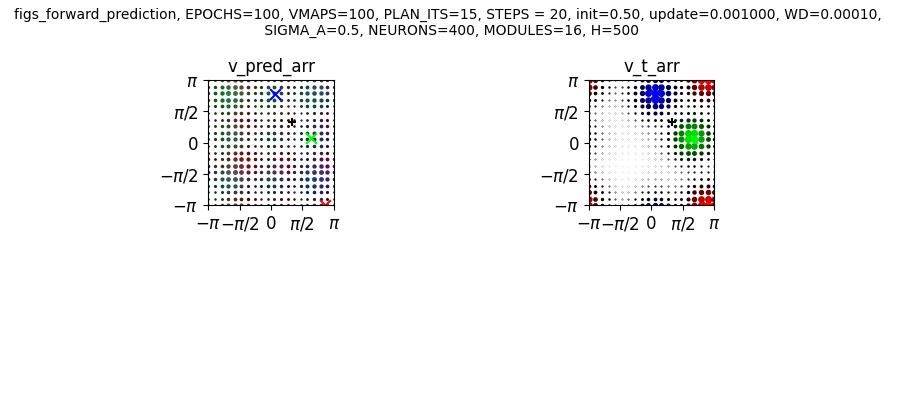 figs_forward_prediction, EPOCHS=100, VMAPS=100, PLAN_ITS=15, STEPS = 20, init=0.50, update=0.001000, WD=0.00010,
SIGMA_A=0.5, NEURONS=400, MODULES=16, H=500
v_pred_arr v_t_arr
π π
π/2 π/2
0 0
−π/2 −π/2
−π −π
−π −π/2 0 π/2 π −π −π/2 0 π/2 π